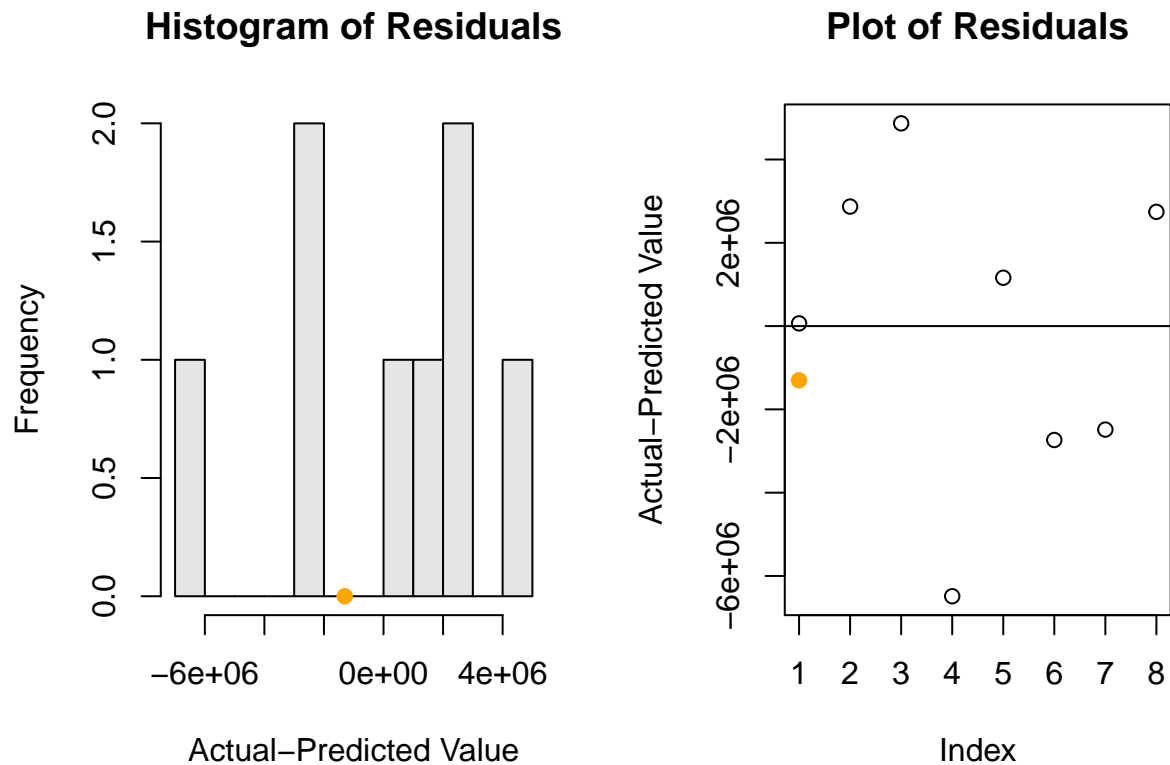 Histogram of Residuals
Frequency
0.0
0.5
1.0
1.5
2.0
−6e+06 0e+00 4e+06
Actual−Predicted Value
Plot of Residuals
Actual−Predicted Value
−6e+06
−2e+06
2e+06
1 2 3 4 5 6 7 8
Index